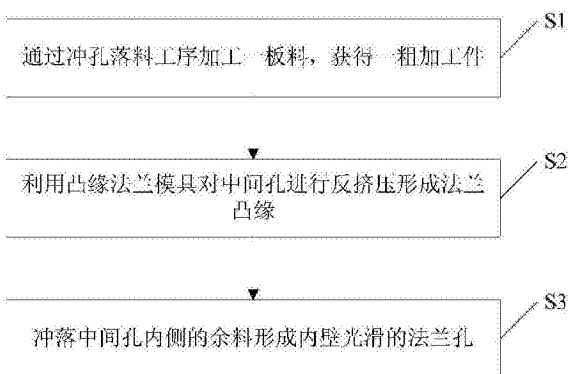 S1
通过冲孔落料工序加工一板料，获得一粗加工件
S2
利用凸缘法兰模具对中间孔进行反挤压形成法兰
凸缘
S3
冲落中间孔内侧的余料形成内壁光滑的法兰孔